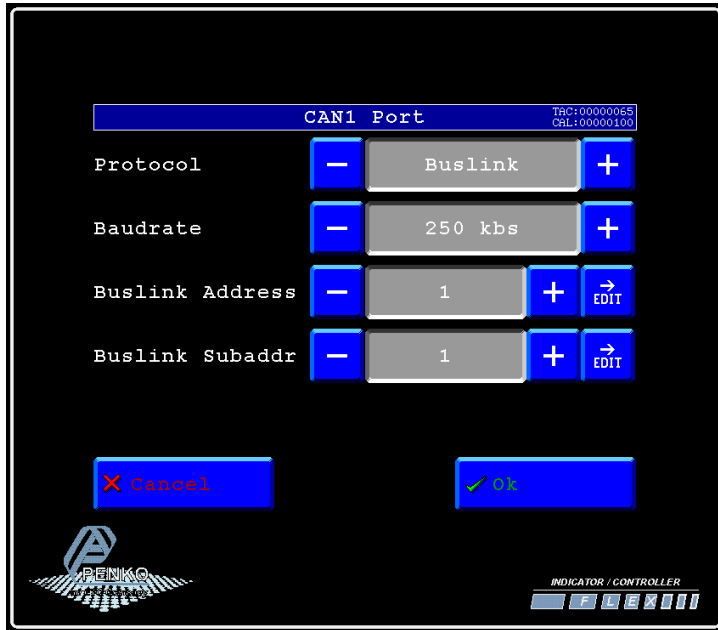 CAN1 Port
TAC:00000065
CAL:00000100
Protocol
Buslink
Baudrate
250 kbs
Buslink Address
1
EDIT
Buslink Subaddr
1
EDIT
Cancel
Ok
PENKO
INDICATOR / CONTROLLER
FLEX